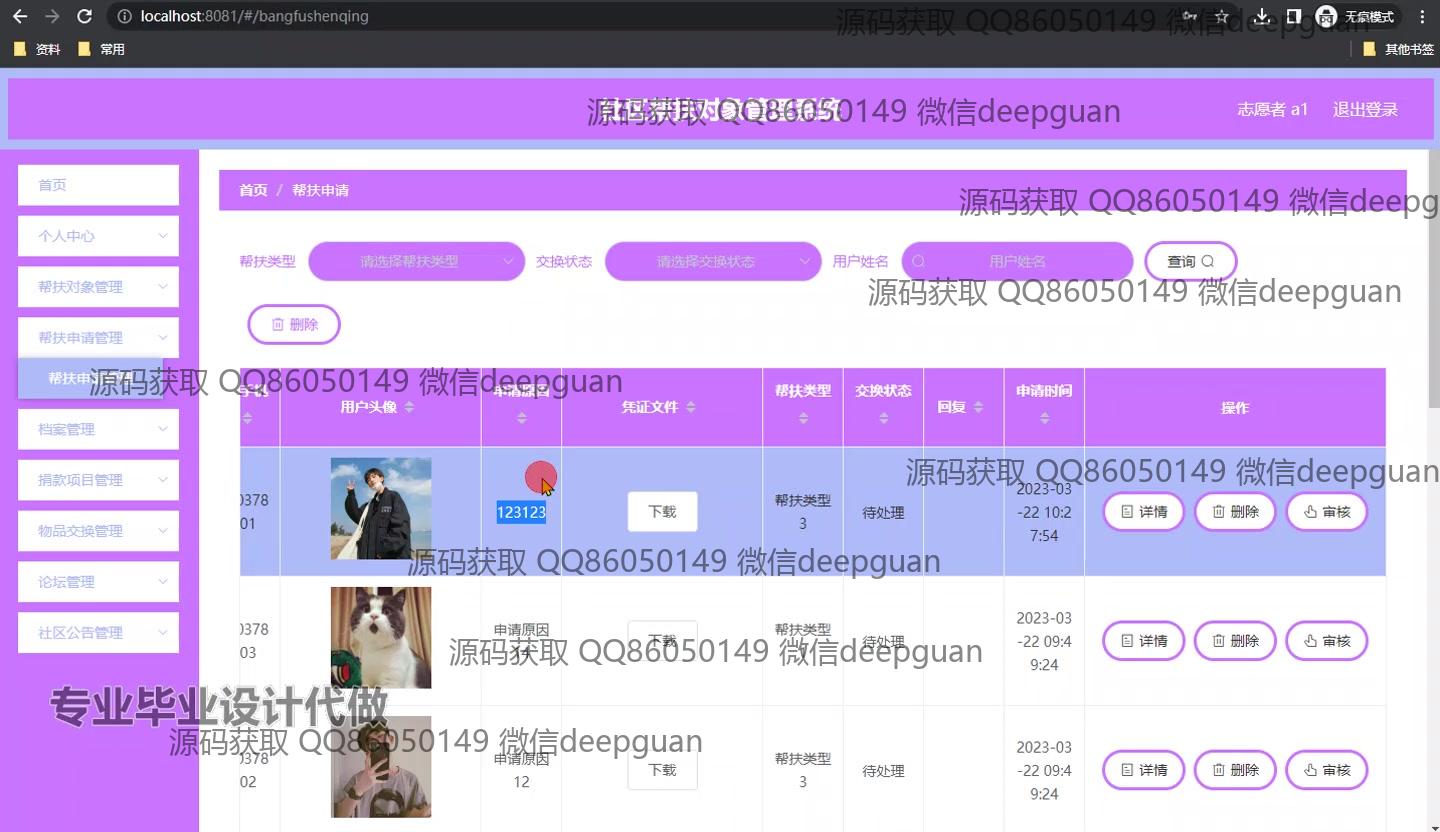 localhost:8081/#/bangfushenqing
无痕模式
资料 常用 其他书签
源码获取 QQ86050149 微信deepguan
源码获取 QQ86050149 微信deepguan
志愿者 a1 退出登录
首页
个人中心
帮扶对象管理
帮扶申请管理
档案管理
捐款项目管理
物品交换管理
论坛管理
社区公告管理
首页 / 帮扶申请
源码获取 QQ86050149 微信deepg
帮扶类型 请选择帮扶类型 交换状态 请选择交换状态 用户姓名 用户姓名 查询
源码获取 QQ86050149 微信deepguan
删除
源码获取 QQ86050149 微信deepguan
用户头像 申请原因 凭证文件 帮扶类型 交换状态 回复 申请时间 操作
源码获取 QQ86050149 微信deepguan
0378
01
123123 下载 帮扶类型
3
待处理
2023-03
-22 10:2
7:54
详情 删除 审核
源码获取 QQ86050149 微信deepguan
0378
03
申请原因
下载 帮扶类型
待处理
2023-03
-22 09:4
9:24
详情 删除 审核
源码获取 QQ86050149 微信deepguan
专业毕业设计代做
源码获取 QQ86050149 微信deepguan
0378
02
申请原因
12
下载 帮扶类型
3
待处理
2023-03
-22 09:4
9:24
详情 删除 审核